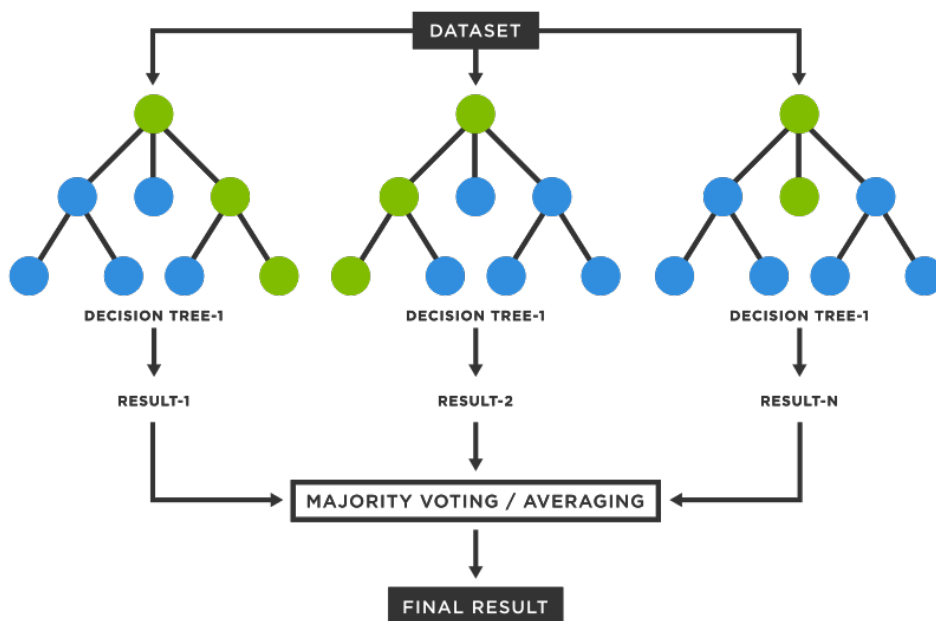 DATASET
DECISION TREE-1
DECISION TREE-1
DECISION TREE-1
RESULT-1
RESULT-2
RESULT-N
MAJORITY VOTING / AVERAGING
FINAL RESULT